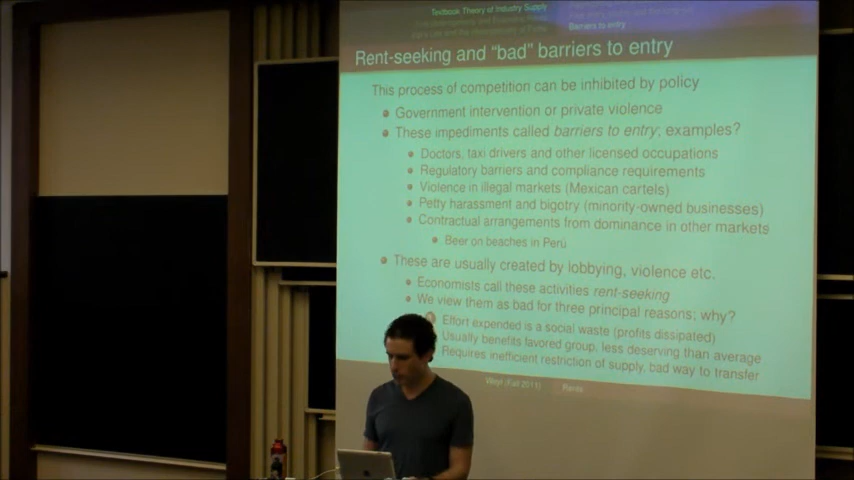 Textbook Theory of Industry Supply
Barriers to entry
Rent-seeking and "bad" barriers to entry
This process of competition can be inhibited by policy
Government intervention or private violence
These impediments called barriers to entry; examples?
Doctors, taxi drivers and other licensed occupations
Regulatory barriers and compliance requirements
Violence in illegal markets (Mexican cartels)
Petty harassment and bigotry (minority-owned businesses)
Contractual arrangements from dominance in other markets
Beer on beaches in Perú
These are usually created by lobbying, violence etc.
Economists call these activities rent-seeking
We view them as bad for three principal reasons; why?
Effort expended is a social waste (profits dissipated)
Usually benefits favored group, less deserving than average
Requires inefficient restriction of supply, bad way to transfer
Weyl (Fall 2013) Rents